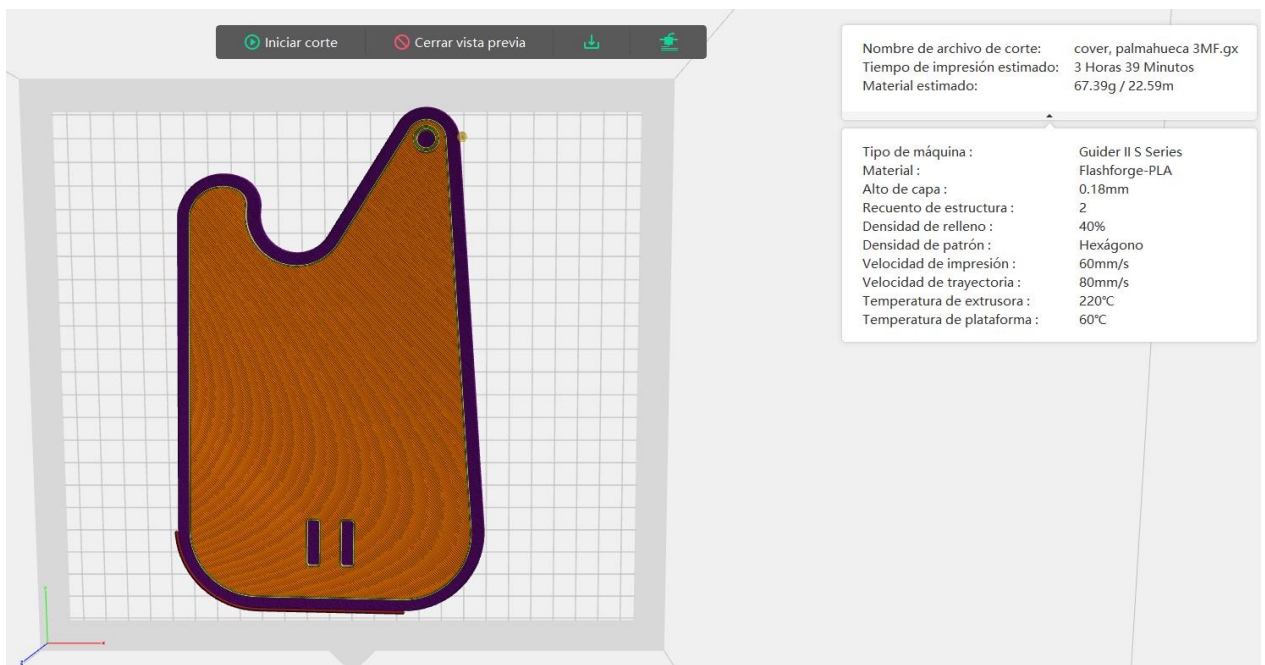 Iniciar corte
Cerrar vista previa
Nombre de archivo de corte: cover, palmahueca 3MF.gx
Tiempo de impresión estimado: 3 Horas 39 Minutos
Material estimado: 67.39g / 22.59m
Tipo de máquina : Guider II S Series
Material : Flashforge-PLA
Alto de capa : 0.18mm
Recuento de estructura : 2
Densidad de relleno : 40%
Densidad de patrón : Hexágono
Velocidad de impresión : 60mm/s
Velocidad de trayectoria : 80mm/s
Temperatura de extrusora : 220℃
Temperatura de plataforma : 60℃